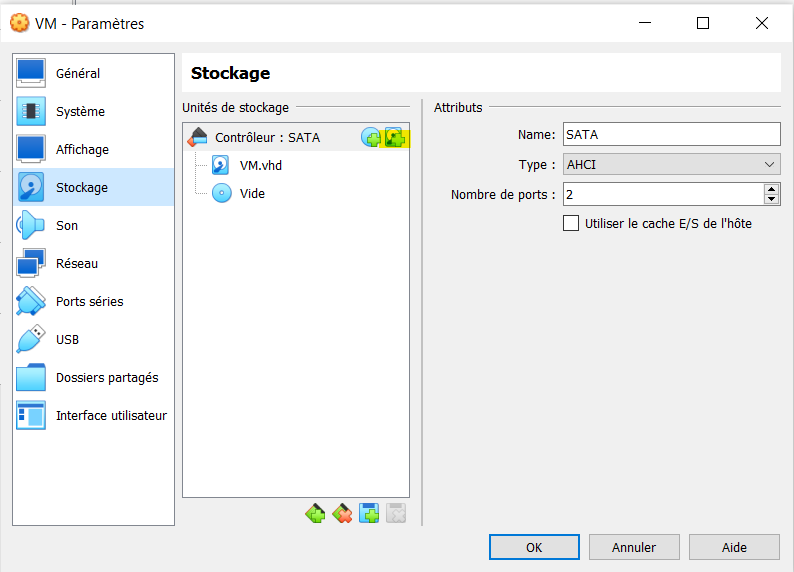 VM - Paramètres
Général
Système
Affichage
Stockage
Son
Réseau
Ports séries
USB
Dossiers partagés
Interface utilisateur
Stockage
Unités de stockage
Contrôleur : SATA
VM.vhd
Vide
Attributs
Name: SATA
Type : AHCI
Nombre de ports : 2
Utiliser le cache E/S de l'hôte
OK
Annuler
Aide